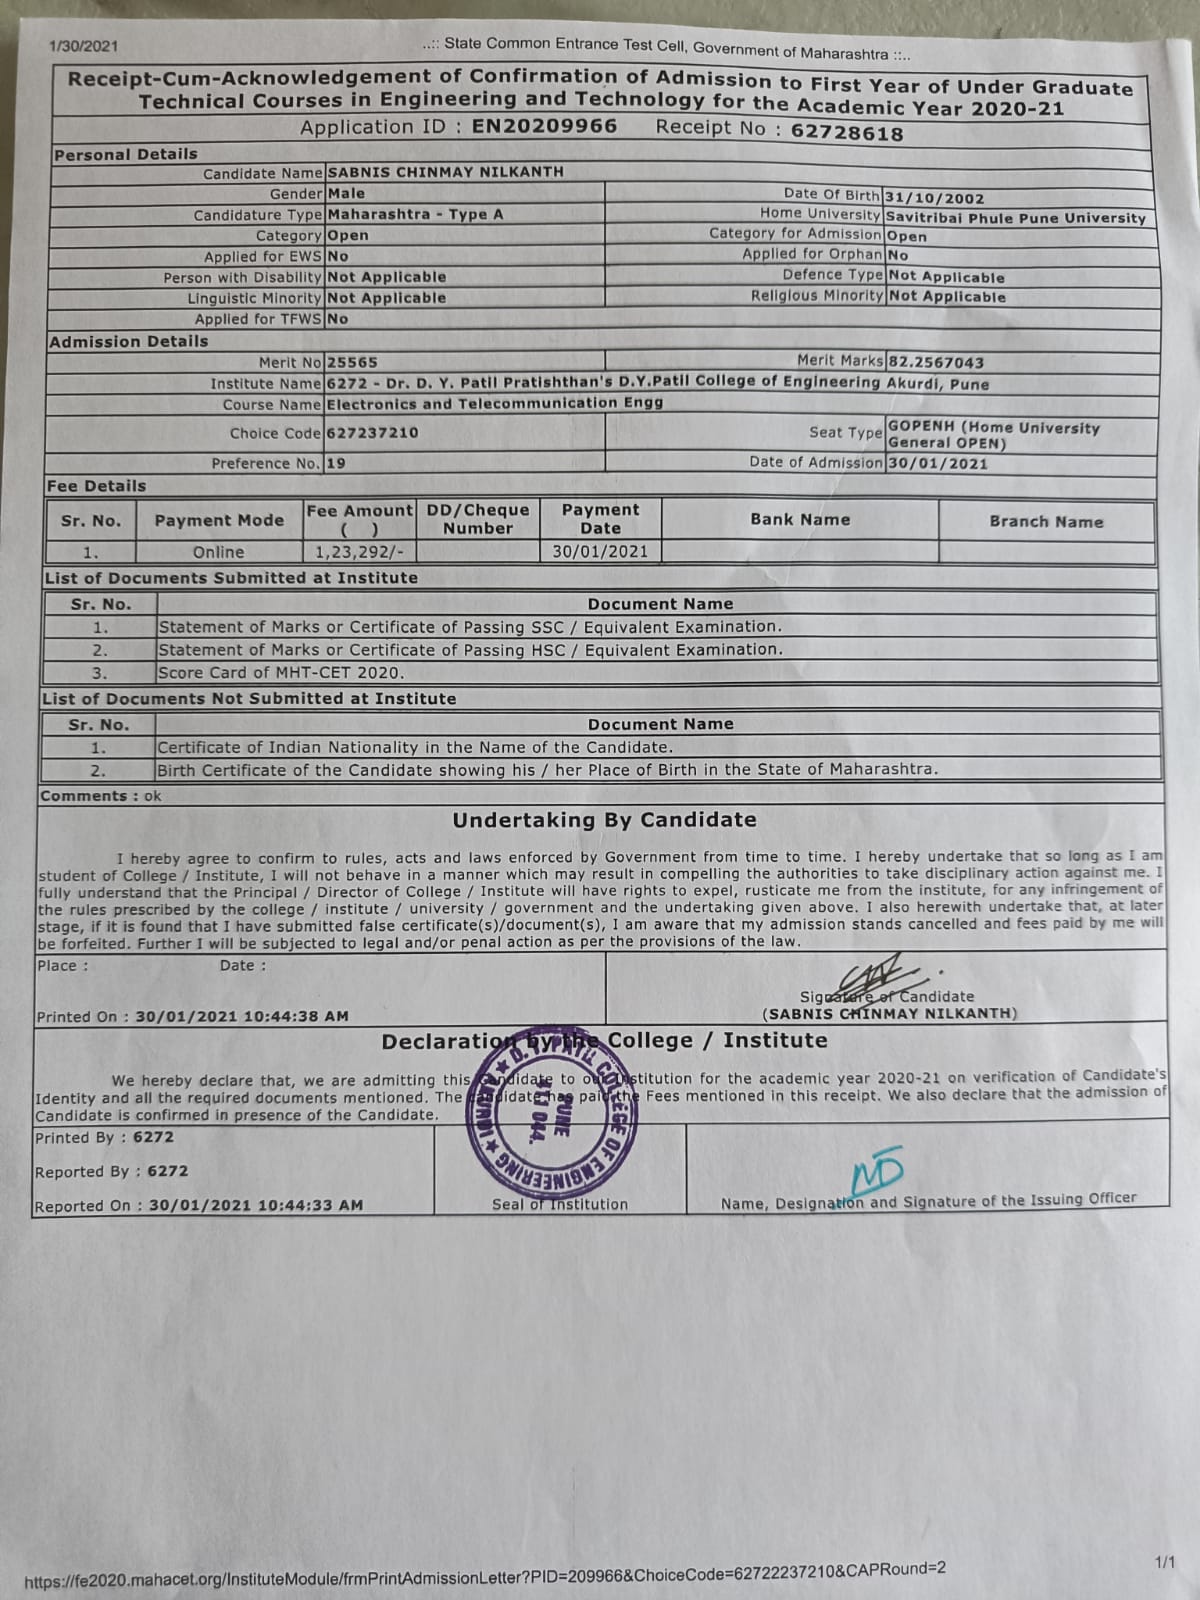 1/30/2021
..:: State Common Entrance Test Cell, Government of Maharashtra ::..
Receipt-Cum-Acknowledgement of Confirmation of Admission to First Year of Under Graduate
Technical Courses in Engineering and Technology for the Academic Year 2020-21
Application ID : EN20209966 Receipt No : 62728618
Personal Details
Candidate Name SABNIS CHINMAY NILKANTH
Gender Male Date Of Birth 31/10/2002
Candidature Type Maharashtra - Type A Home University Savitribai Phule Pune University
Category Open Category for Admission Open
Applied for EWS No Applied for Orphan No
Person with Disability Not Applicable Defence Type Not Applicable
Linguistic Minority Not Applicable Religious Minority Not Applicable
Applied for TFWS No
Admission Details
Merit No 25565 Merit Marks 82.2567043
Institute Name 6272 - Dr. D. Y. Patil Pratishthan's D.Y.Patil College of Engineering Akurdi, Pune
Course Name Electronics and Telecommunication Engg
Choice Code 627237210 Seat Type GOPENH (Home University
General OPEN)
Preference No. 19 Date of Admission 30/01/2021
Fee Details
Sr. No. Payment Mode Fee Amount ( ) DD/Cheque Number Payment Date Bank Name Branch Name
1. Online 1,23,292/- 30/01/2021
List of Documents Submitted at Institute
Sr. No. Document Name
1. Statement of Marks or Certificate of Passing SSC / Equivalent Examination.
2. Statement of Marks or Certificate of Passing HSC / Equivalent Examination.
3. Score Card of MHT-CET 2020.
List of Documents Not Submitted at Institute
Sr. No. Document Name
1. Certificate of Indian Nationality in the Name of the Candidate.
2. Birth Certificate of the Candidate showing his / her Place of Birth in the State of Maharashtra.
Comments : ok
Undertaking By Candidate
I hereby agree to confirm to rules, acts and laws enforced by Government from time to time. I hereby undertake that so long as I am
student of College / Institute, I will not behave in a manner which may result in compelling the authorities to take disciplinary action against me. I
fully understand that the Principal / Director of College / Institute will have rights to expel, rusticate me from the institute, for any infringement of
the rules prescribed by the college / institute / university / government and the undertaking given above. I also herewith undertake that, at later
stage, if it is found that I have submitted false certificate(s)/document(s), I am aware that my admission stands cancelled and fees paid by me will
be forfeited. Further I will be subjected to legal and/or penal action as per the provisions of the law.
Place : Date :
Signature of Candidate
Printed On : 30/01/2021 10:44:38 AM (SABNIS CHINMAY NILKANTH)
Declaration by the College / Institute
We hereby declare that, we are admitting this Candidate to our Institution for the academic year 2020-21 on verification of Candidate's
Identity and all the required documents mentioned. The Candidate has paid the Fees mentioned in this receipt. We also declare that the admission of
Candidate is confirmed in presence of the Candidate.
Printed By : 6272
Reported By : 6272
Reported On : 30/01/2021 10:44:33 AM
D. Y. PATIL COLLEGE OF ENGINEERING ★ AKURDI ★
PUNE
411 044.
Seal of Institution
Name, Designation and Signature of the Issuing Officer
https://fe2020.mahacet.org/InstituteModule/frmPrintAdmissionLetter?PID=209966&ChoiceCode=62722237210&CAPRound=2
1/1